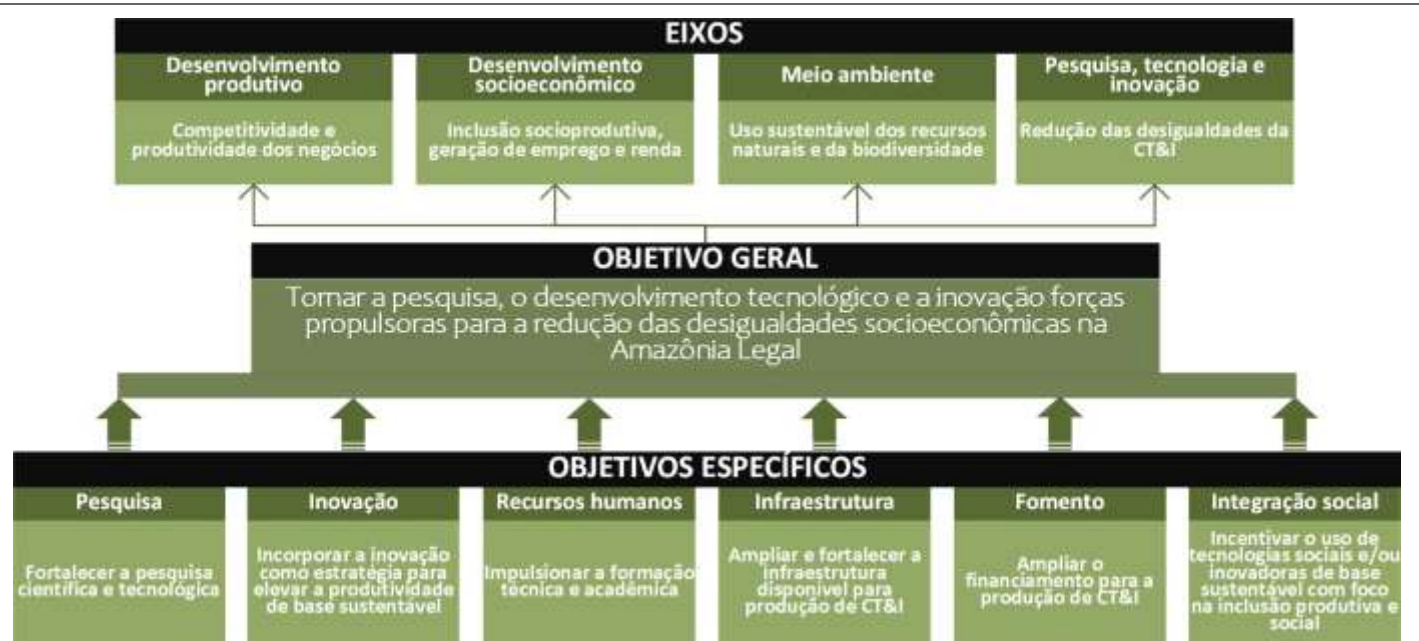 EIXOS
Desenvolvimento
produtivo
Competitividade e
produtividade dos negócios
Desenvolvimento
socioeconômico
Inclusão socioprodutiva,
geração de emprego e renda
Meio ambiente
Uso sustentável dos recursos
naturais e da biodiversidade
Pesquisa, tecnologia e
inovação
Redução das desigualdades da
CT&I
OBJETIVO GERAL
Tornar a pesquisa, o desenvolvimento tecnológico e a inovação forças
propulsoras para a redução das desigualdades socioeconômicas na
Amazônia Legal
OBJETIVOS ESPECÍFICOS
Pesquisa
Fortalecer a pesquisa
científica e tecnológica
Inovação
Incorporar a inovação
como estratégia para
elevar a produtividade
de base sustentável
Recursos humanos
Impulsionar a formação
técnica e acadêmica
Infraestrutura
Ampliar e fortalecer a
infraestrutura
disponível para
produção de CT&I
Fomento
Ampliar o
financiamento para a
produção de CT&I
Integração social
Incentivar o uso de
tecnologias sociais e/ou
inovadoras de base
sustentável com foco
na inclusão produtiva e
social